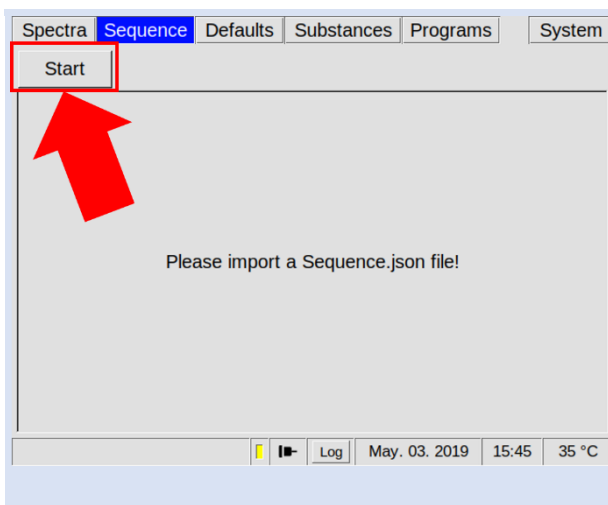 Spectra Sequence Defaults Substances Programs System
Start
Please import a Sequence.json file!
Log May. 03. 2019 15:45 35 °C